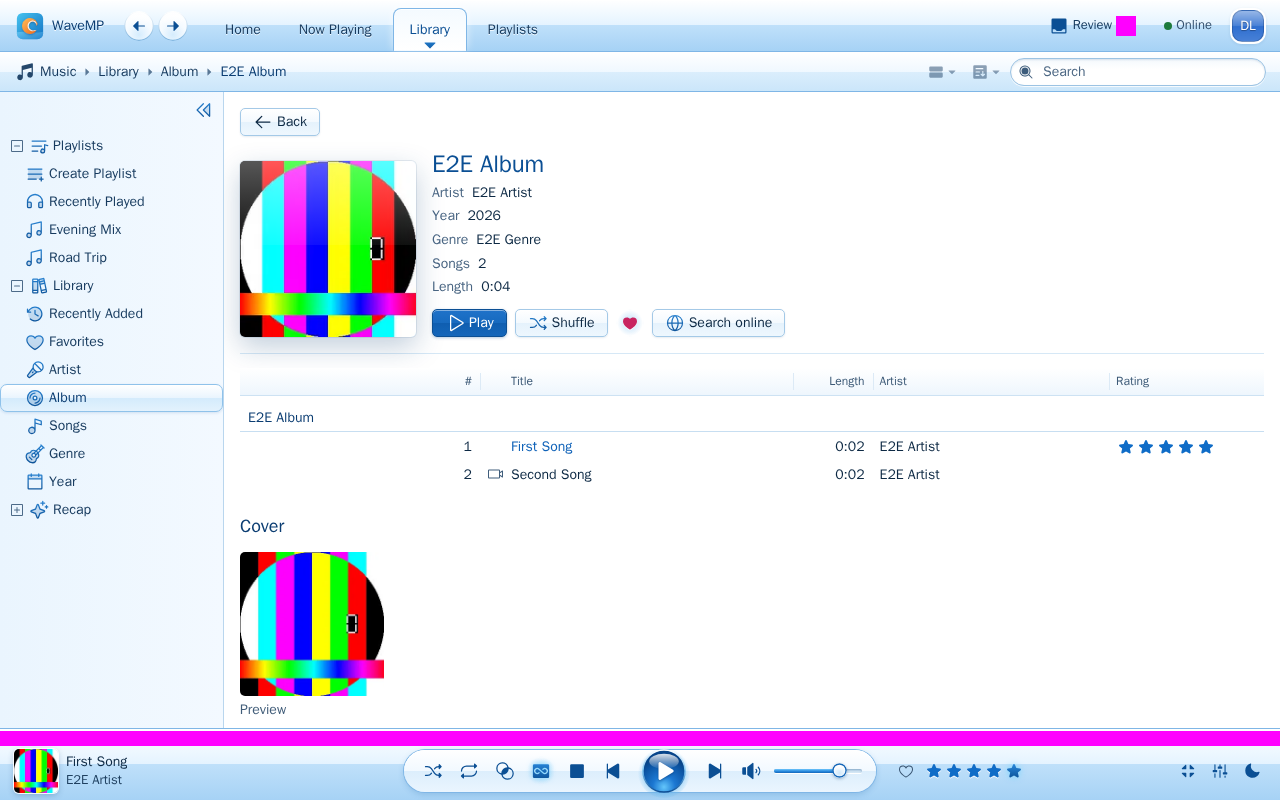 WaveMP
Home
Now Playing
Library
Playlists
Review
Online
DL
Music
Library
Album
E2E Album
Search
Playlists
Create Playlist
Recently Played
Evening Mix
Road Trip
Library
Recently Added
Favorites
Artist
Album
Songs
Genre
Year
Recap
Back
E2E Album
Artist E2E Artist
Year 2026
Genre E2E Genre
Songs 2
Length 0:04
Play
Shuffle
Search online
# Title Length Artist Rating
E2E Album
1 First Song 0:02 E2E Artist
2 Second Song 0:02 E2E Artist
Cover
Preview
First Song
E2E Artist